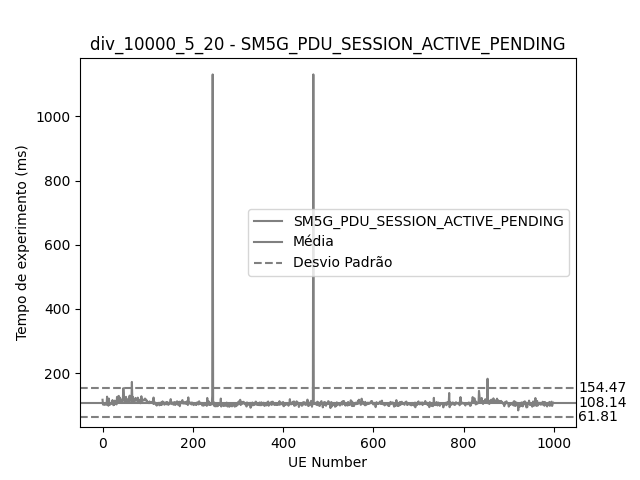 div_10000_5_20 - SM5G_PDU_SESSION_ACTIVE_PENDING
Tempo de experimento (ms)
1000
800
600
400
200
SM5G_PDU_SESSION_ACTIVE_PENDING
Média
Desvio Padrão
154.47
108.14
61.81
0 200 400 600 800 1000
UE Number